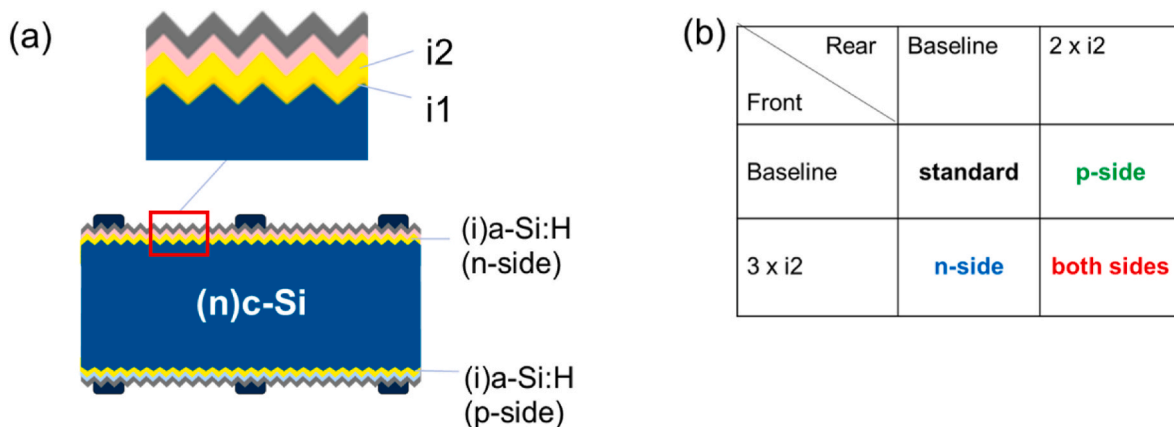 (a)
i2
i1
(i)a-Si:H
(n-side)
(n)c-Si
(i)a-Si:H
(p-side)
(b)
Rear
Front
Baseline
2 x i2
Baseline
standard
p-side
3 x i2
n-side
both sides